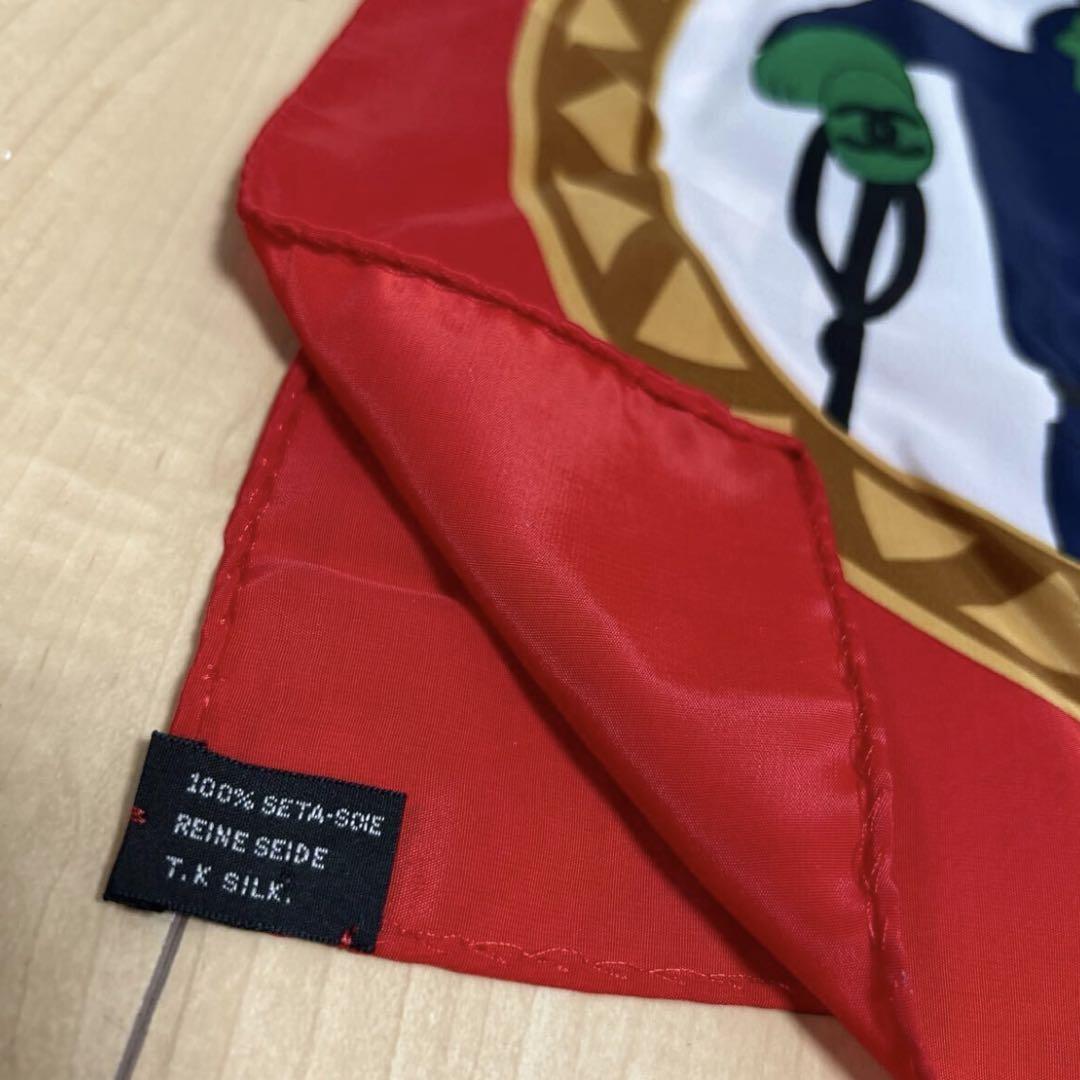 100% SETA-SOIE
REINE SEIDE
T.K SILK.